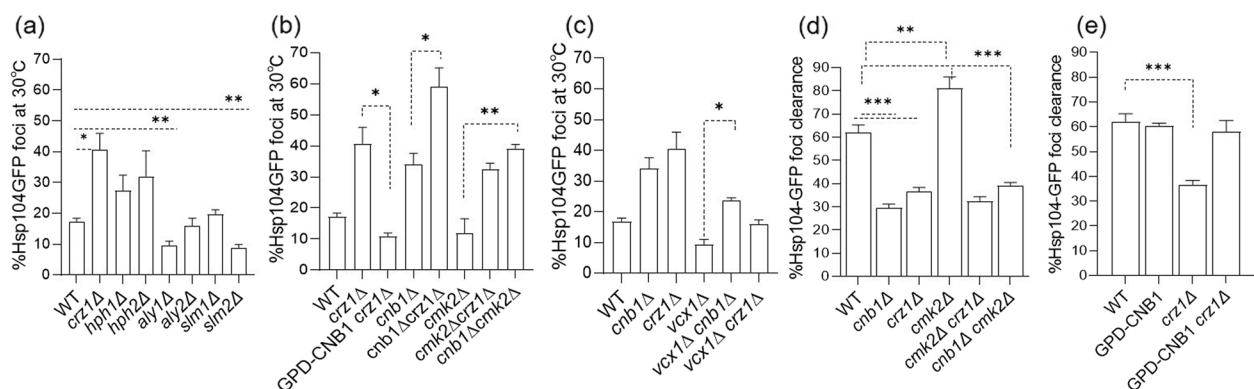 (a)
%Hsp104GFP foci at 30°C
70
60
50
40
30
20
10
0
*
**
**
WT
crz1Δ
hph1Δ
hph2Δ
aly1Δ
aly2Δ
slm1Δ
slm2Δ
(b)
%Hsp104GFP foci at 30°C
70
60
50
40
30
20
10
0
*
*
**
WT
crz1Δ
GPD-CNB1 crz1Δ
cnb1Δ
cnb1Δcrz1Δ
cmk2Δ
cmk2Δcrz1Δ
cnb1Δcmk2Δ
(c)
%Hsp104GFP foci at 30°C
70
60
50
40
30
20
10
0
*
WT
cnb1Δ
crz1Δ
vcx1Δ
vcx1Δ cnb1Δ
vcx1Δ crz1Δ
(d)
%Hsp104-GFP foci clearance
90
80
70
60
50
40
30
20
10
0
**
***
***
WT
cnb1Δ
crz1Δ
cmk2Δ
cmk2Δ crz1Δ
cnb1Δ cmk2Δ
(e)
%Hsp104-GFP foci clearance
90
80
70
60
50
40
30
20
10
0
***
WT
GPD-CNB1
crz1Δ
GPD-CNB1 crz1Δ